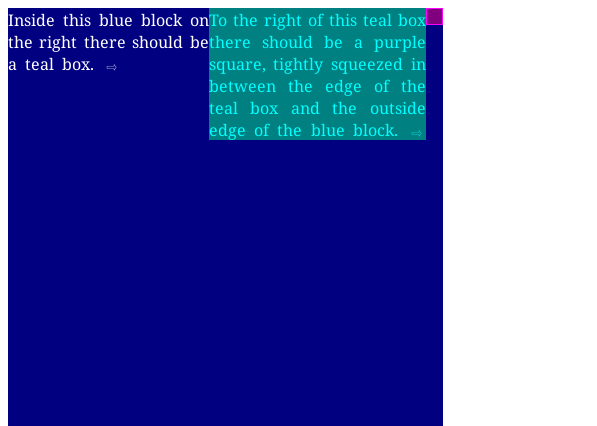 Inside this blue block on
the right there should be
a teal box. ⇨
To the right of this teal box
there should be a purple
square, tightly squeezed in
between the edge of the
teal box and the outside
edge of the blue block. ⇨